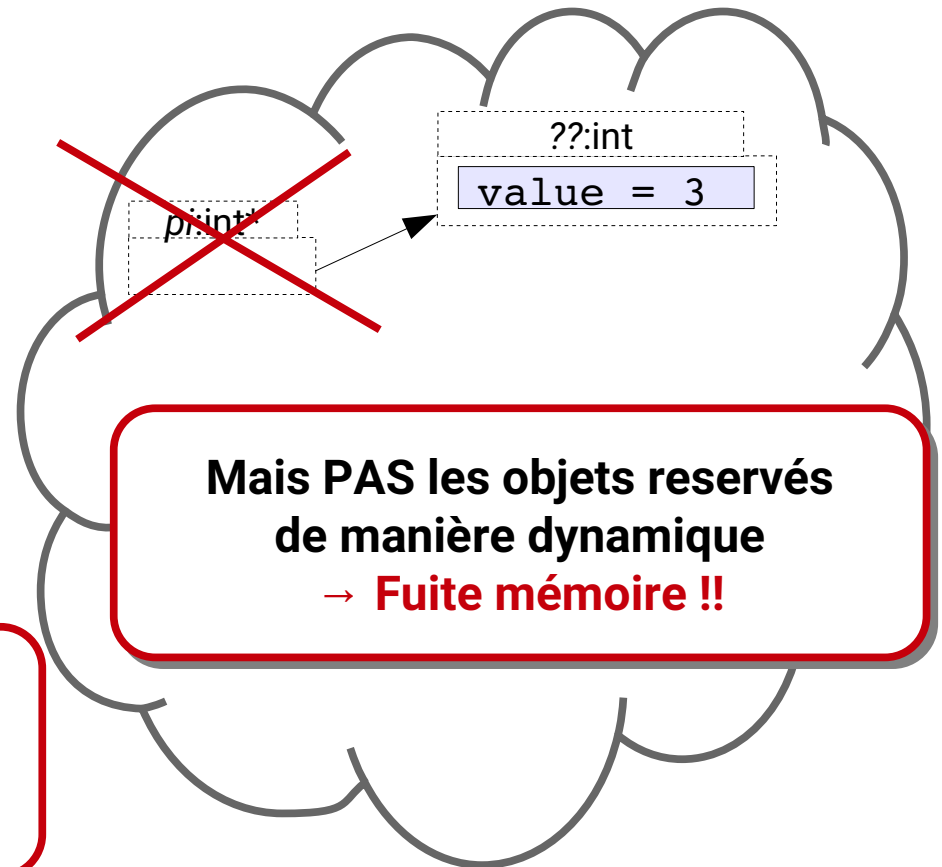 ??:int
value = 3
pi:int*
Mais PAS les objets reservés
de manière dynamique
→ Fuite mémoire !!